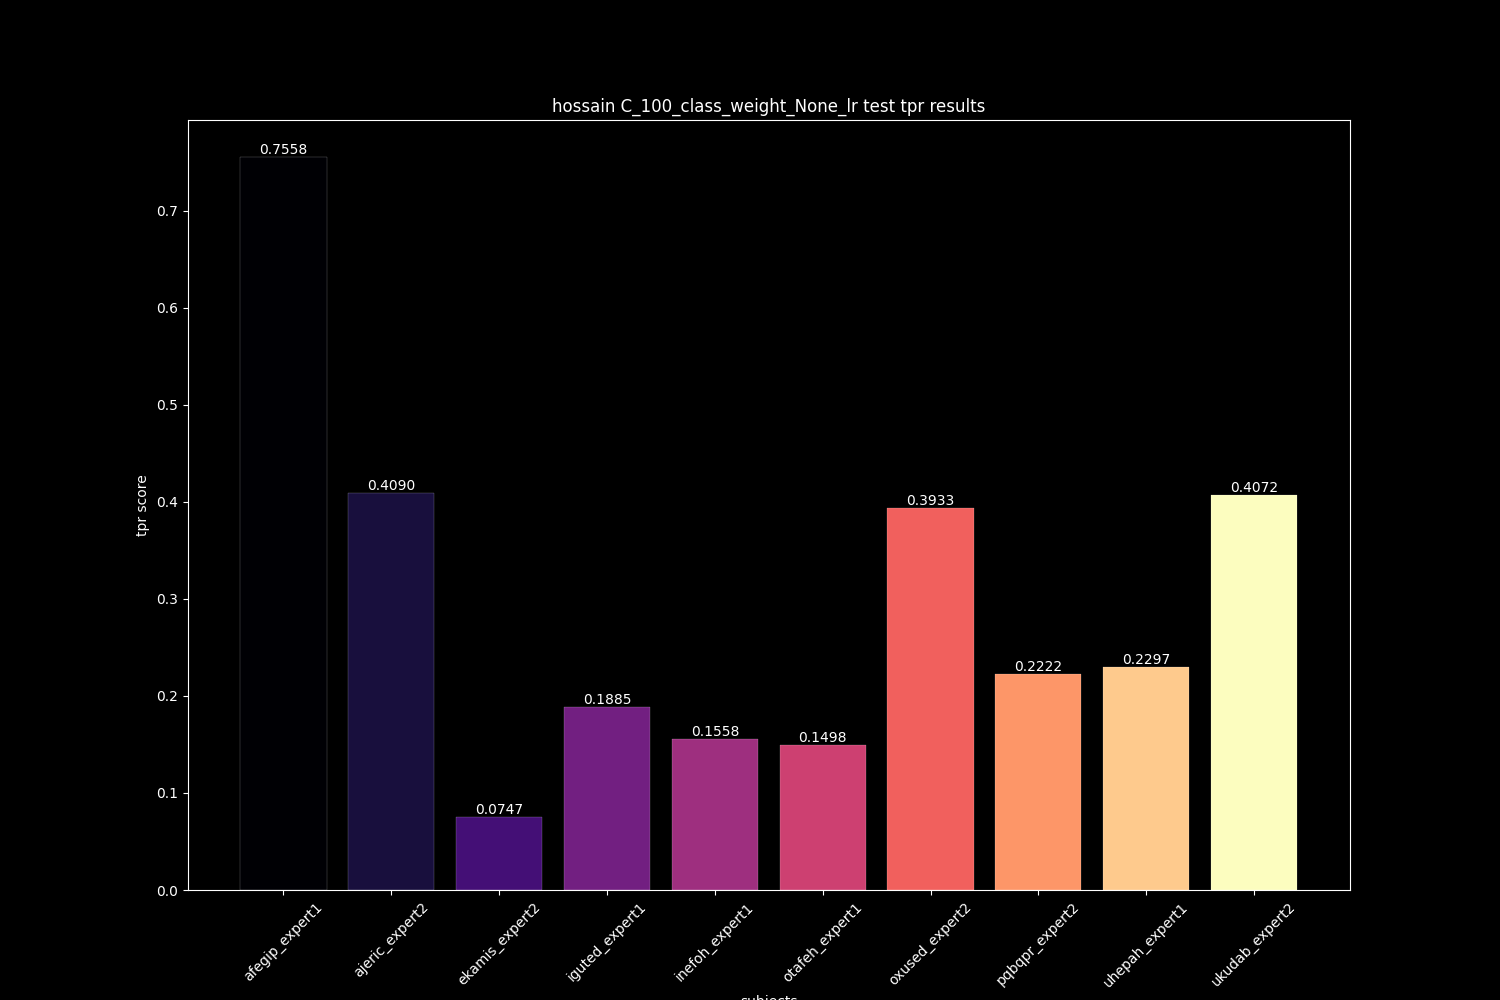 hossain C_100_class_weight_None_lr test tpr results
0.7558
0.7
0.6
0.5
0.4090
0.4072
0.4
0.3933
tpr score
0.3
0.2297
0.2222
0.2
0.1885
0.1558
0.1498
0.1
0.0747
0.0
afegip_expert1
ajeric_expert2
ekamis_expert2
iguted_expert1
inefoh_expert1
otafeh_expert1
oxused_expert2
pqbqpr_expert2
uhepah_expert1
ukudab_expert2
subjects